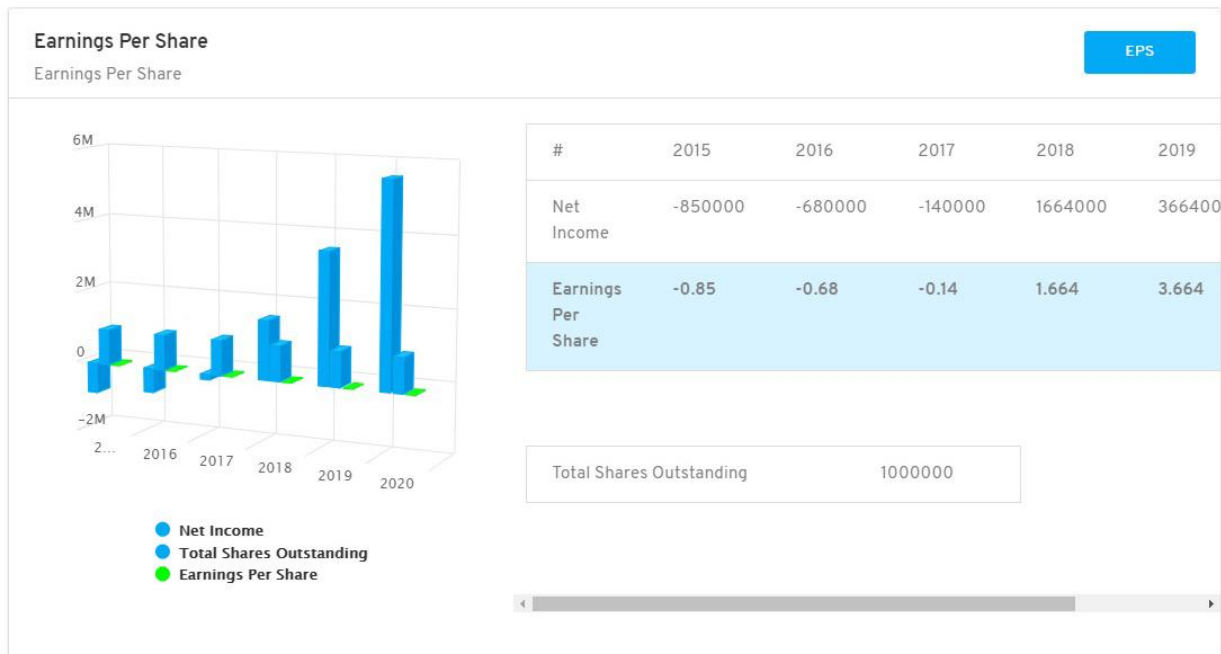 Earnings Per Share
Earnings Per Share
EPS
6M
4M
2M
0
-2M
2...
2016
2017
2018
2019
2020
Net Income
Total Shares Outstanding
Earnings Per Share
# 2015 2016 2017 2018 2019
Net -850000 -680000 -140000 1664000 366400
Income
Earnings -0.85 -0.68 -0.14 1.664 3.664
Per
Share
Total Shares Outstanding 1000000